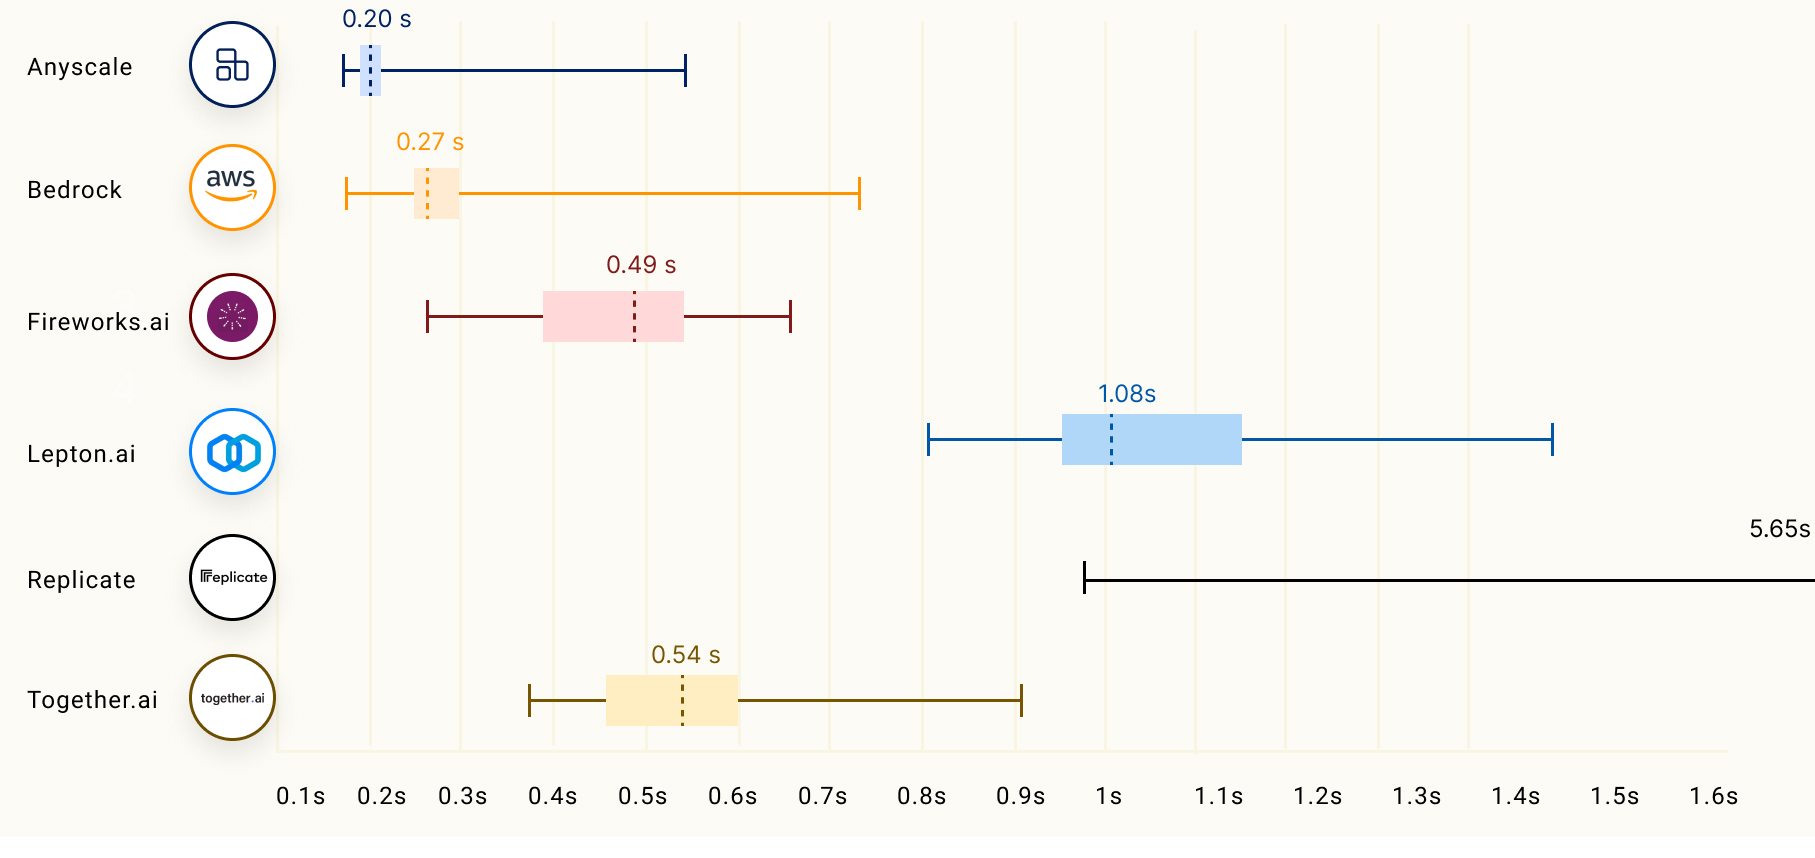 0.20 s
Anyscale
0.27 s
Bedrock
aws
0.49 s
Fireworks.ai
1.08s
Lepton.ai
5.65s
Replicate
replicate
0.54 s
Together.ai
together.ai
0.1s 0.2s 0.3s 0.4s 0.5s 0.6s 0.7s 0.8s 0.9s 1s 1.1s 1.2s 1.3s 1.4s 1.5s 1.6s